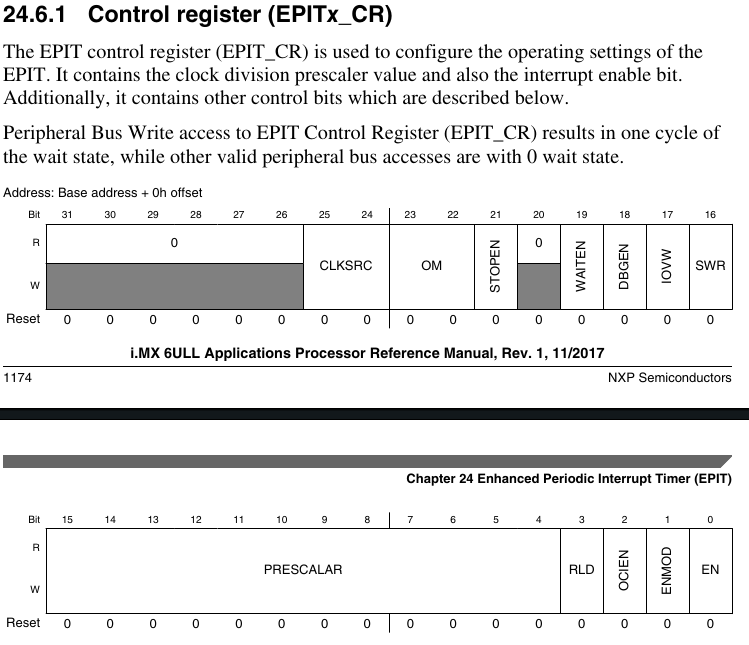 24.6.1 Control register (EPITx_CR)
The EPIT control register (EPIT_CR) is used to configure the operating settings of the
EPIT. It contains the clock division prescaler value and also the interrupt enable bit.
Additionally, it contains other control bits which are described below.
Peripheral Bus Write access to EPIT Control Register (EPIT_CR) results in one cycle of
the wait state, while other valid peripheral bus accesses are with 0 wait state.
Address: Base address + 0h offset
Bit 31 30 29 28 27 26 25 24 23 22 21 20 19 18 17 16
R 0 CLKSRC OM STOPEN 0 WAITEN DBGEN IOVW SWR
W
Reset 0 0 0 0 0 0 0 0 0 0 0 0 0 0 0 0
i.MX 6ULL Applications Processor Reference Manual, Rev. 1, 11/2017
1174 NXP Semiconductors
Chapter 24 Enhanced Periodic Interrupt Timer (EPIT)
Bit 15 14 13 12 11 10 9 8 7 6 5 4 3 2 1 0
R
PRESCALAR RLD OCIEN ENMOD EN
W
Reset 0 0 0 0 0 0 0 0 0 0 0 0 0 0 0 0